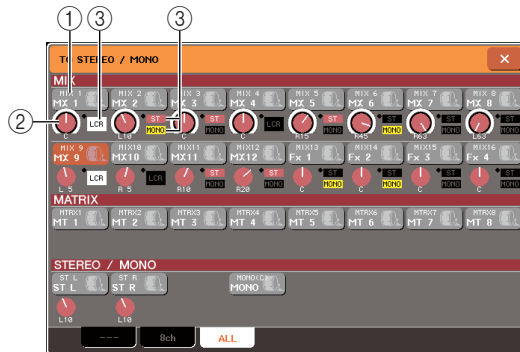 ① ③ ③
TO STEREO / MONO ×
MIX
MIX 1 MIX 2 MIX 3 MIX 4 MIX 5 MIX 6 MIX 7 MIX 8
MX 1 MX 2 MX 3 MX 4 MX 5 MX 6 MX 7 MX 8
② LCR ST MONO ST MONO LCR ST MONO ST MONO ST MONO ST MONO
C L10 C C R15 R45 R63 L63
MIX 9 MIX10 MIX11 MIX12 MIX13 MIX14 MIX15 MIX16
MX 9 MX10 MX11 MX12 Fx 1 Fx 2 Fx 3 Fx 4
LCR LCR ST MONO ST MONO ST MONO ST MONO ST MONO ST MONO
L 5 R 5 R10 R20 C C C C
MATRIX
MTRX1 MTRX2 MTRX3 MTRX4 MTRX5 MTRX6 MTRX7 MTRX8
MT 1 MT 2 MT 3 MT 4 MT 5 MT 6 MT 7 MT 8
STEREO / MONO
ST L ST R MONO(C)
ST L ST R MONO
L10 L10
--- 8ch ALL